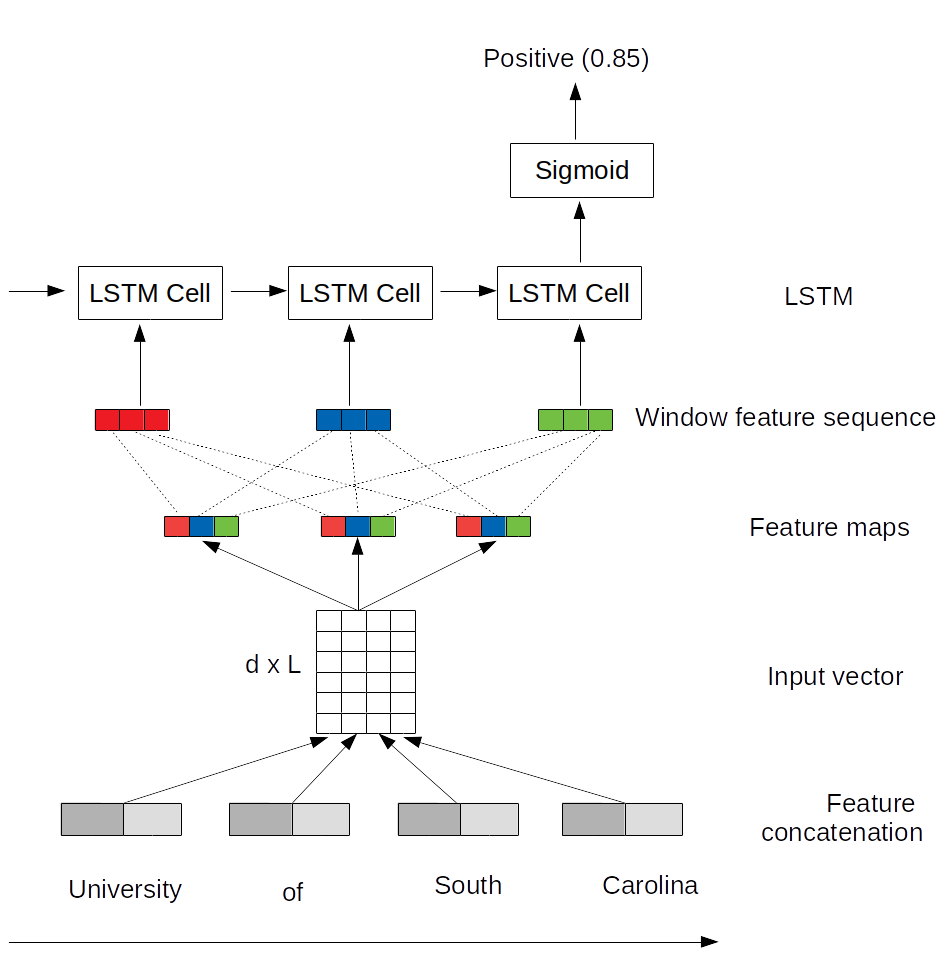 Positive (0.85)
Sigmoid
LSTM Cell
LSTM Cell
LSTM Cell
LSTM
Window feature sequence
Feature maps
d x L
Input vector
Feature
concatenation
University
of
South
Carolina